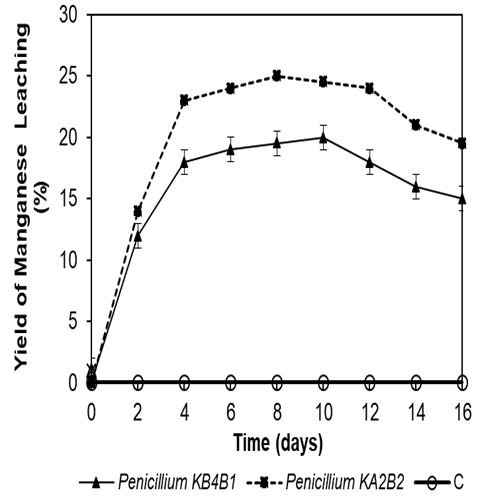 30
25
20
15
10
5
0
Yield of Manganese Leaching
(%)
0 2 4 6 8 10 12 14 16
Time (days)
Penicillium KB4B1 Penicillium KA2B2 C